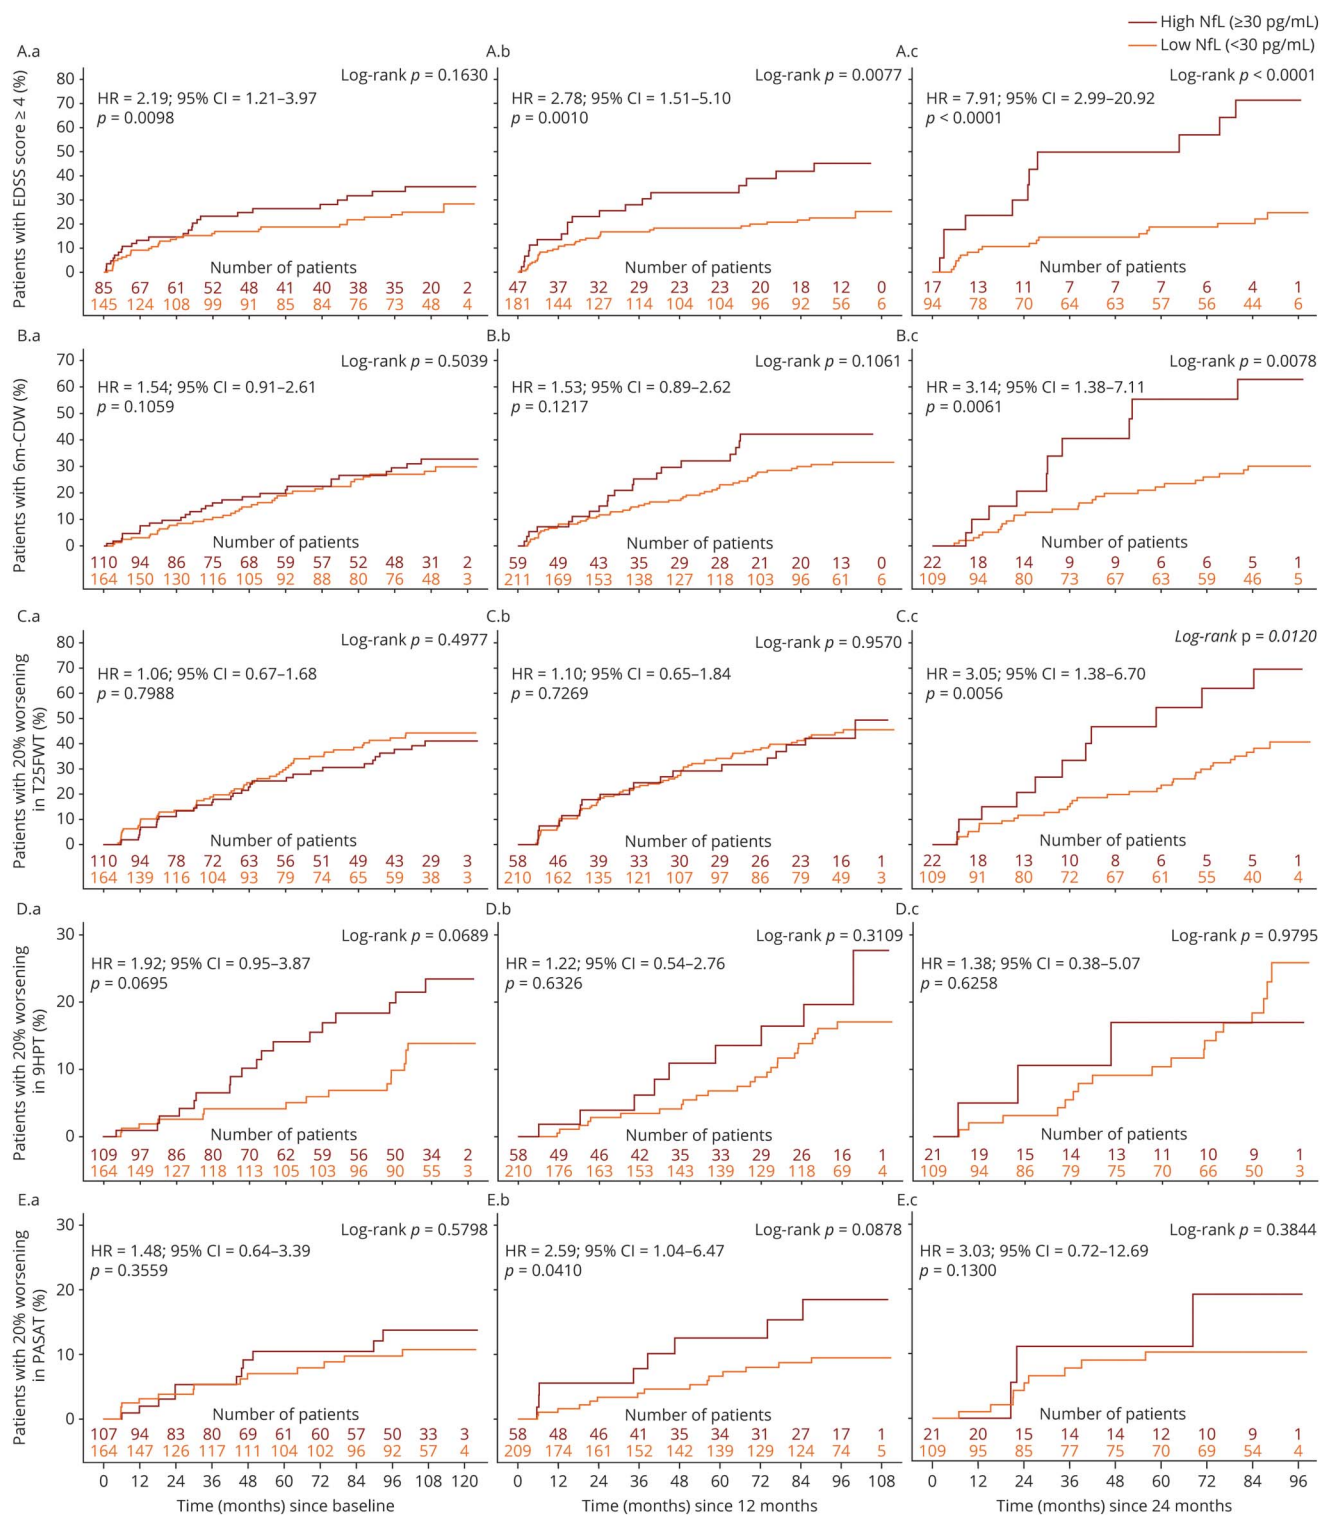 High NfL (≥30 pg/mL)
Low NfL (<30 pg/mL)
A.a
Patients with EDSS score ≥ 4 (%)
80
70
60
50
40
30
20
10
0
Log-rank p = 0.1630
HR = 2.19; 95% CI = 1.21–3.97
p = 0.0098
Number of patients
85 67 61 52 48 41 40 38 35 20 2
145 124 108 99 91 85 84 76 73 48 4
A.b
Log-rank p = 0.0077
HR = 2.78; 95% CI = 1.51–5.10
p = 0.0010
Number of patients
47 37 32 29 23 23 20 18 12 0
181 144 127 114 104 104 96 92 56 6
A.c
Log-rank p < 0.0001
HR = 7.91; 95% CI = 2.99–20.92
p < 0.0001
Number of patients
17 13 11 7 7 7 6 4 1
94 78 70 64 63 57 56 44 6
B.a
Patients with 6m-CDW (%)
70
60
50
40
30
20
10
0
Log-rank p = 0.5039
HR = 1.54; 95% CI = 0.91–2.61
p = 0.1059
Number of patients
110 94 86 75 68 59 57 52 48 31 2
164 150 130 116 105 92 88 80 76 48 3
B.b
Log-rank p = 0.1061
HR = 1.53; 95% CI = 0.89–2.62
p = 0.1217
Number of patients
59 49 43 35 29 28 21 20 13 0
211 169 153 138 127 118 103 96 61 6
B.c
Log-rank p = 0.0078
HR = 3.14; 95% CI = 1.38–7.11
p = 0.0061
Number of patients
22 18 14 9 9 6 6 5 1
109 94 80 73 67 63 59 46 5
C.a
Patients with 20% worsening
in T25FWT (%)
80
70
60
50
40
30
20
10
0
Log-rank p = 0.4977
HR = 1.06; 95% CI = 0.67–1.68
p = 0.7988
Number of patients
110 94 78 72 63 56 51 49 43 29 3
164 139 116 104 93 79 74 65 59 38 3
C.b
Log-rank p = 0.9570
HR = 1.10; 95% CI = 0.65–1.84
p = 0.7269
Number of patients
58 46 39 33 30 29 26 23 16 1
210 162 135 121 107 97 86 79 49 3
C.c
Log-rank p = 0.0120
HR = 3.05; 95% CI = 1.38–6.70
p = 0.0056
Number of patients
22 18 13 10 8 6 5 5 1
109 91 80 72 67 61 55 40 4
D.a
Patients with 20% worsening
in 9HPT (%)
30
20
10
0
Log-rank p = 0.0689
HR = 1.92; 95% CI = 0.95–3.87
p = 0.0695
Number of patients
109 97 86 80 70 62 59 56 50 34 2
164 149 127 118 113 105 103 96 90 55 3
D.b
Log-rank p = 0.3109
HR = 1.22; 95% CI = 0.54–2.76
p = 0.6326
Number of patients
58 49 46 42 35 33 29 26 16 1
210 176 163 153 143 139 129 118 69 4
D.c
Log-rank p = 0.9795
HR = 1.38; 95% CI = 0.38–5.07
p = 0.6258
Number of patients
21 19 15 14 13 11 10 9 1
109 94 86 79 75 70 66 50 3
E.a
Patients with 20% worsening
in PASAT (%)
30
20
10
0
Log-rank p = 0.5798
HR = 1.48; 95% CI = 0.64–3.39
p = 0.3559
Number of patients
107 94 83 80 69 61 60 57 50 33 3
164 147 126 117 111 104 102 96 92 57 4
0 12 24 36 48 60 72 84 96 108 120
Time (months) since baseline
E.b
Log-rank p = 0.0878
HR = 2.59; 95% CI = 1.04–6.47
p = 0.0410
Number of patients
58 48 46 41 35 34 31 27 17 1
209 174 161 152 142 139 129 124 74 5
0 12 24 36 48 60 72 84 96 108
Time (months) since 12 months
E.c
Log-rank p = 0.3844
HR = 3.03; 95% CI = 0.72–12.69
p = 0.1300
Number of patients
21 20 15 14 14 12 10 9 1
109 95 85 77 75 70 69 54 4
0 12 24 36 48 60 72 84 96
Time (months) since 24 months